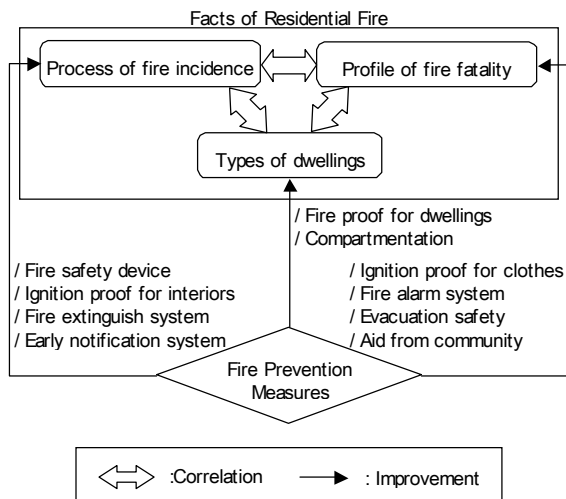 Facts of Residential Fire
Process of fire incidence
Profile of fire fatality
Types of dwellings
/ Fire proof for dwellings
/ Compartmentation
/ Fire safety device
/ Ignition proof for interiors
/ Fire extinguish system
/ Early notification system
/ Ignition proof for clothes
/ Fire alarm system
/ Evacuation safety
/ Aid from community
Fire Prevention
Measures
:Correlation
: Improvement